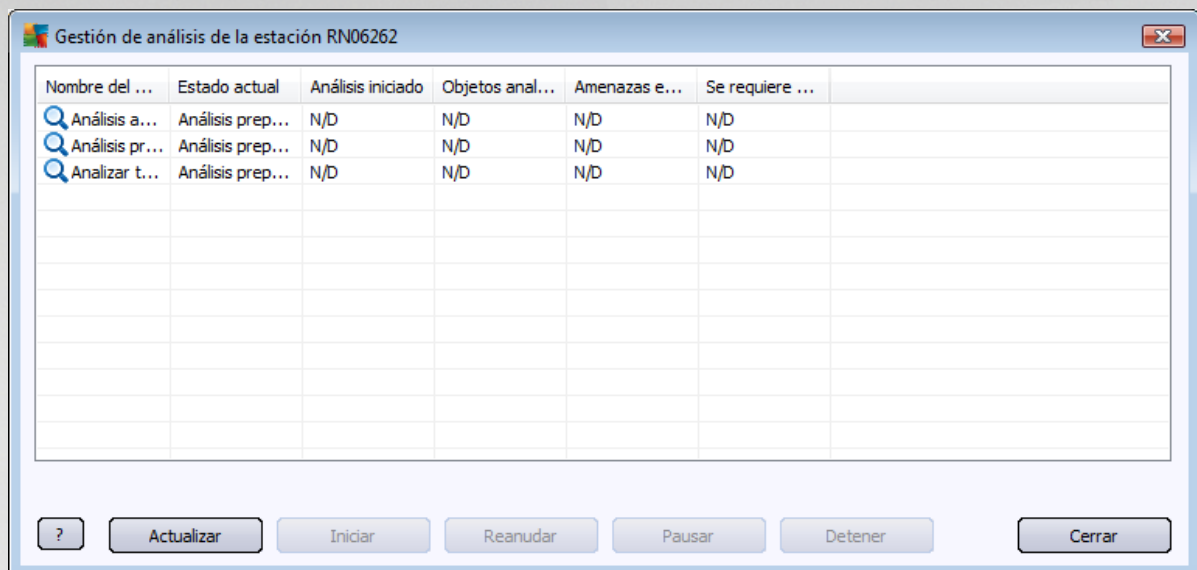 Gestión de análisis de la estación RN06262
Nombre del ... Estado actual Análisis iniciado Objetos anal... Amenazas e... Se requiere ...
Análisis a... Análisis prep... N/D N/D N/D N/D
Análisis pr... Análisis prep... N/D N/D N/D N/D
Analizar t... Análisis prep... N/D N/D N/D N/D
? Actualizar Iniciar Reanudar Pausar Detener Cerrar